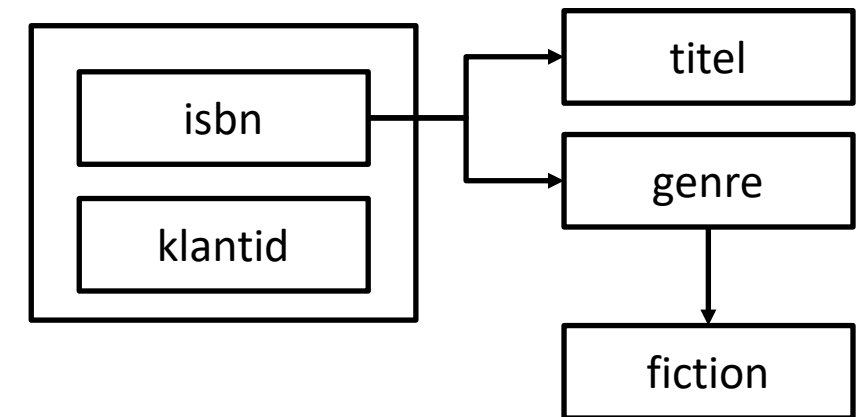 isbn
klantid
titel
genre
fiction